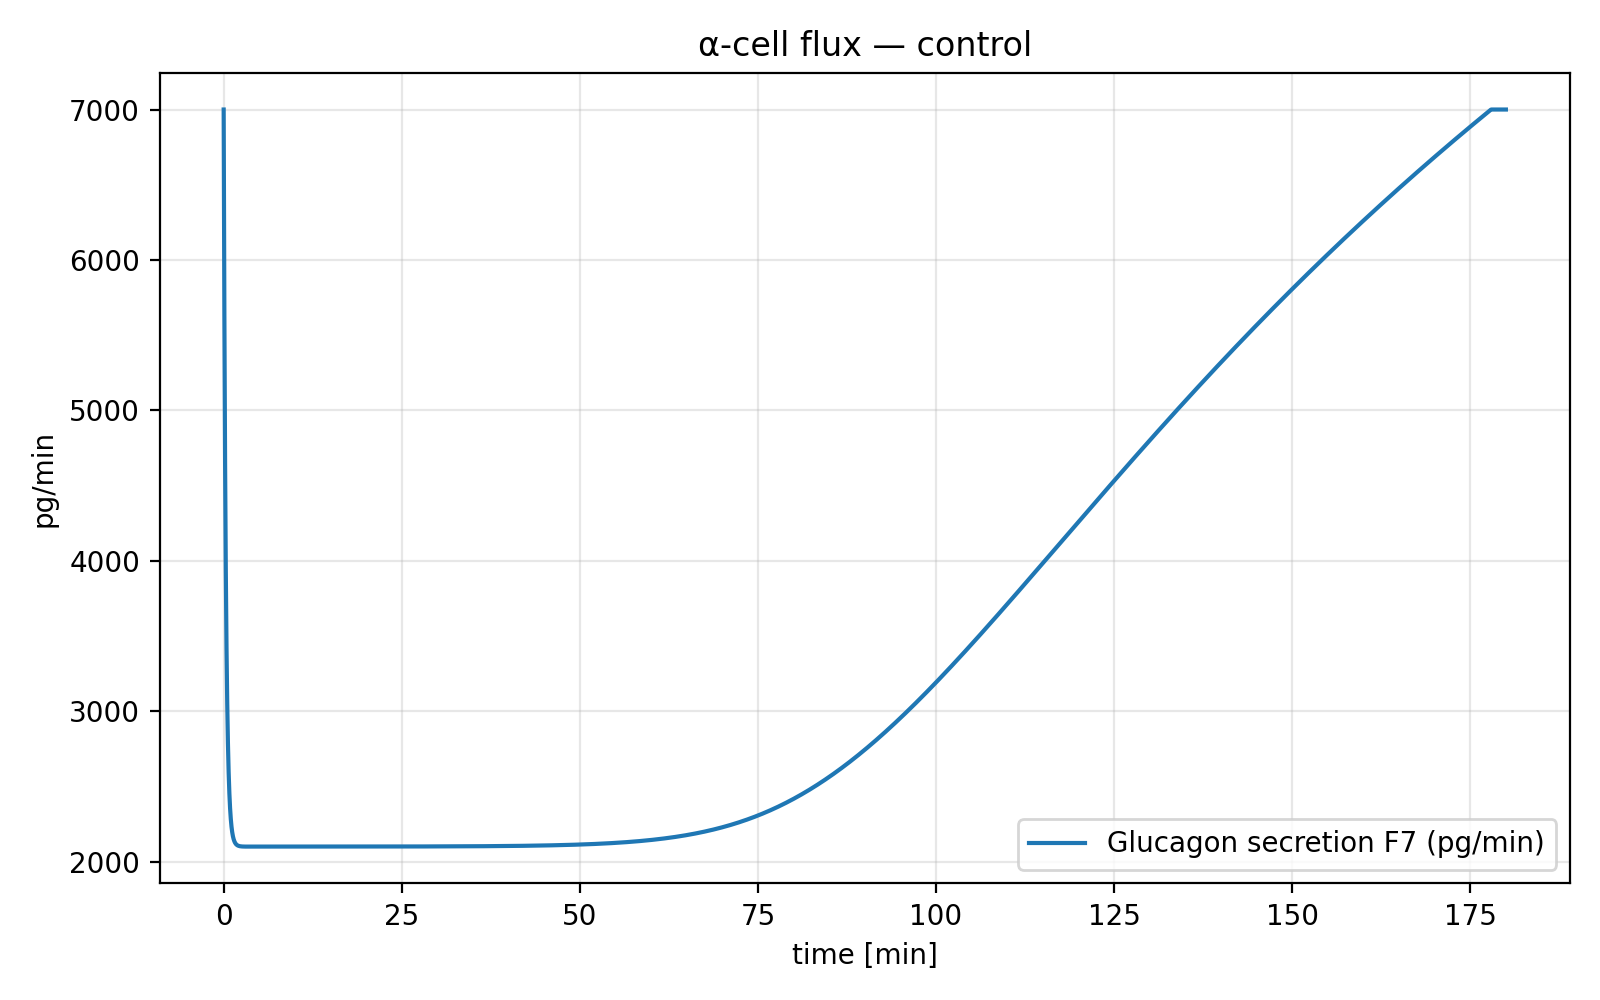 α-cell flux — control
pg/min
7000
6000
5000
4000
3000
2000
Glucagon secretion F7 (pg/min)
0 25 50 75 100 125 150 175
time [min]